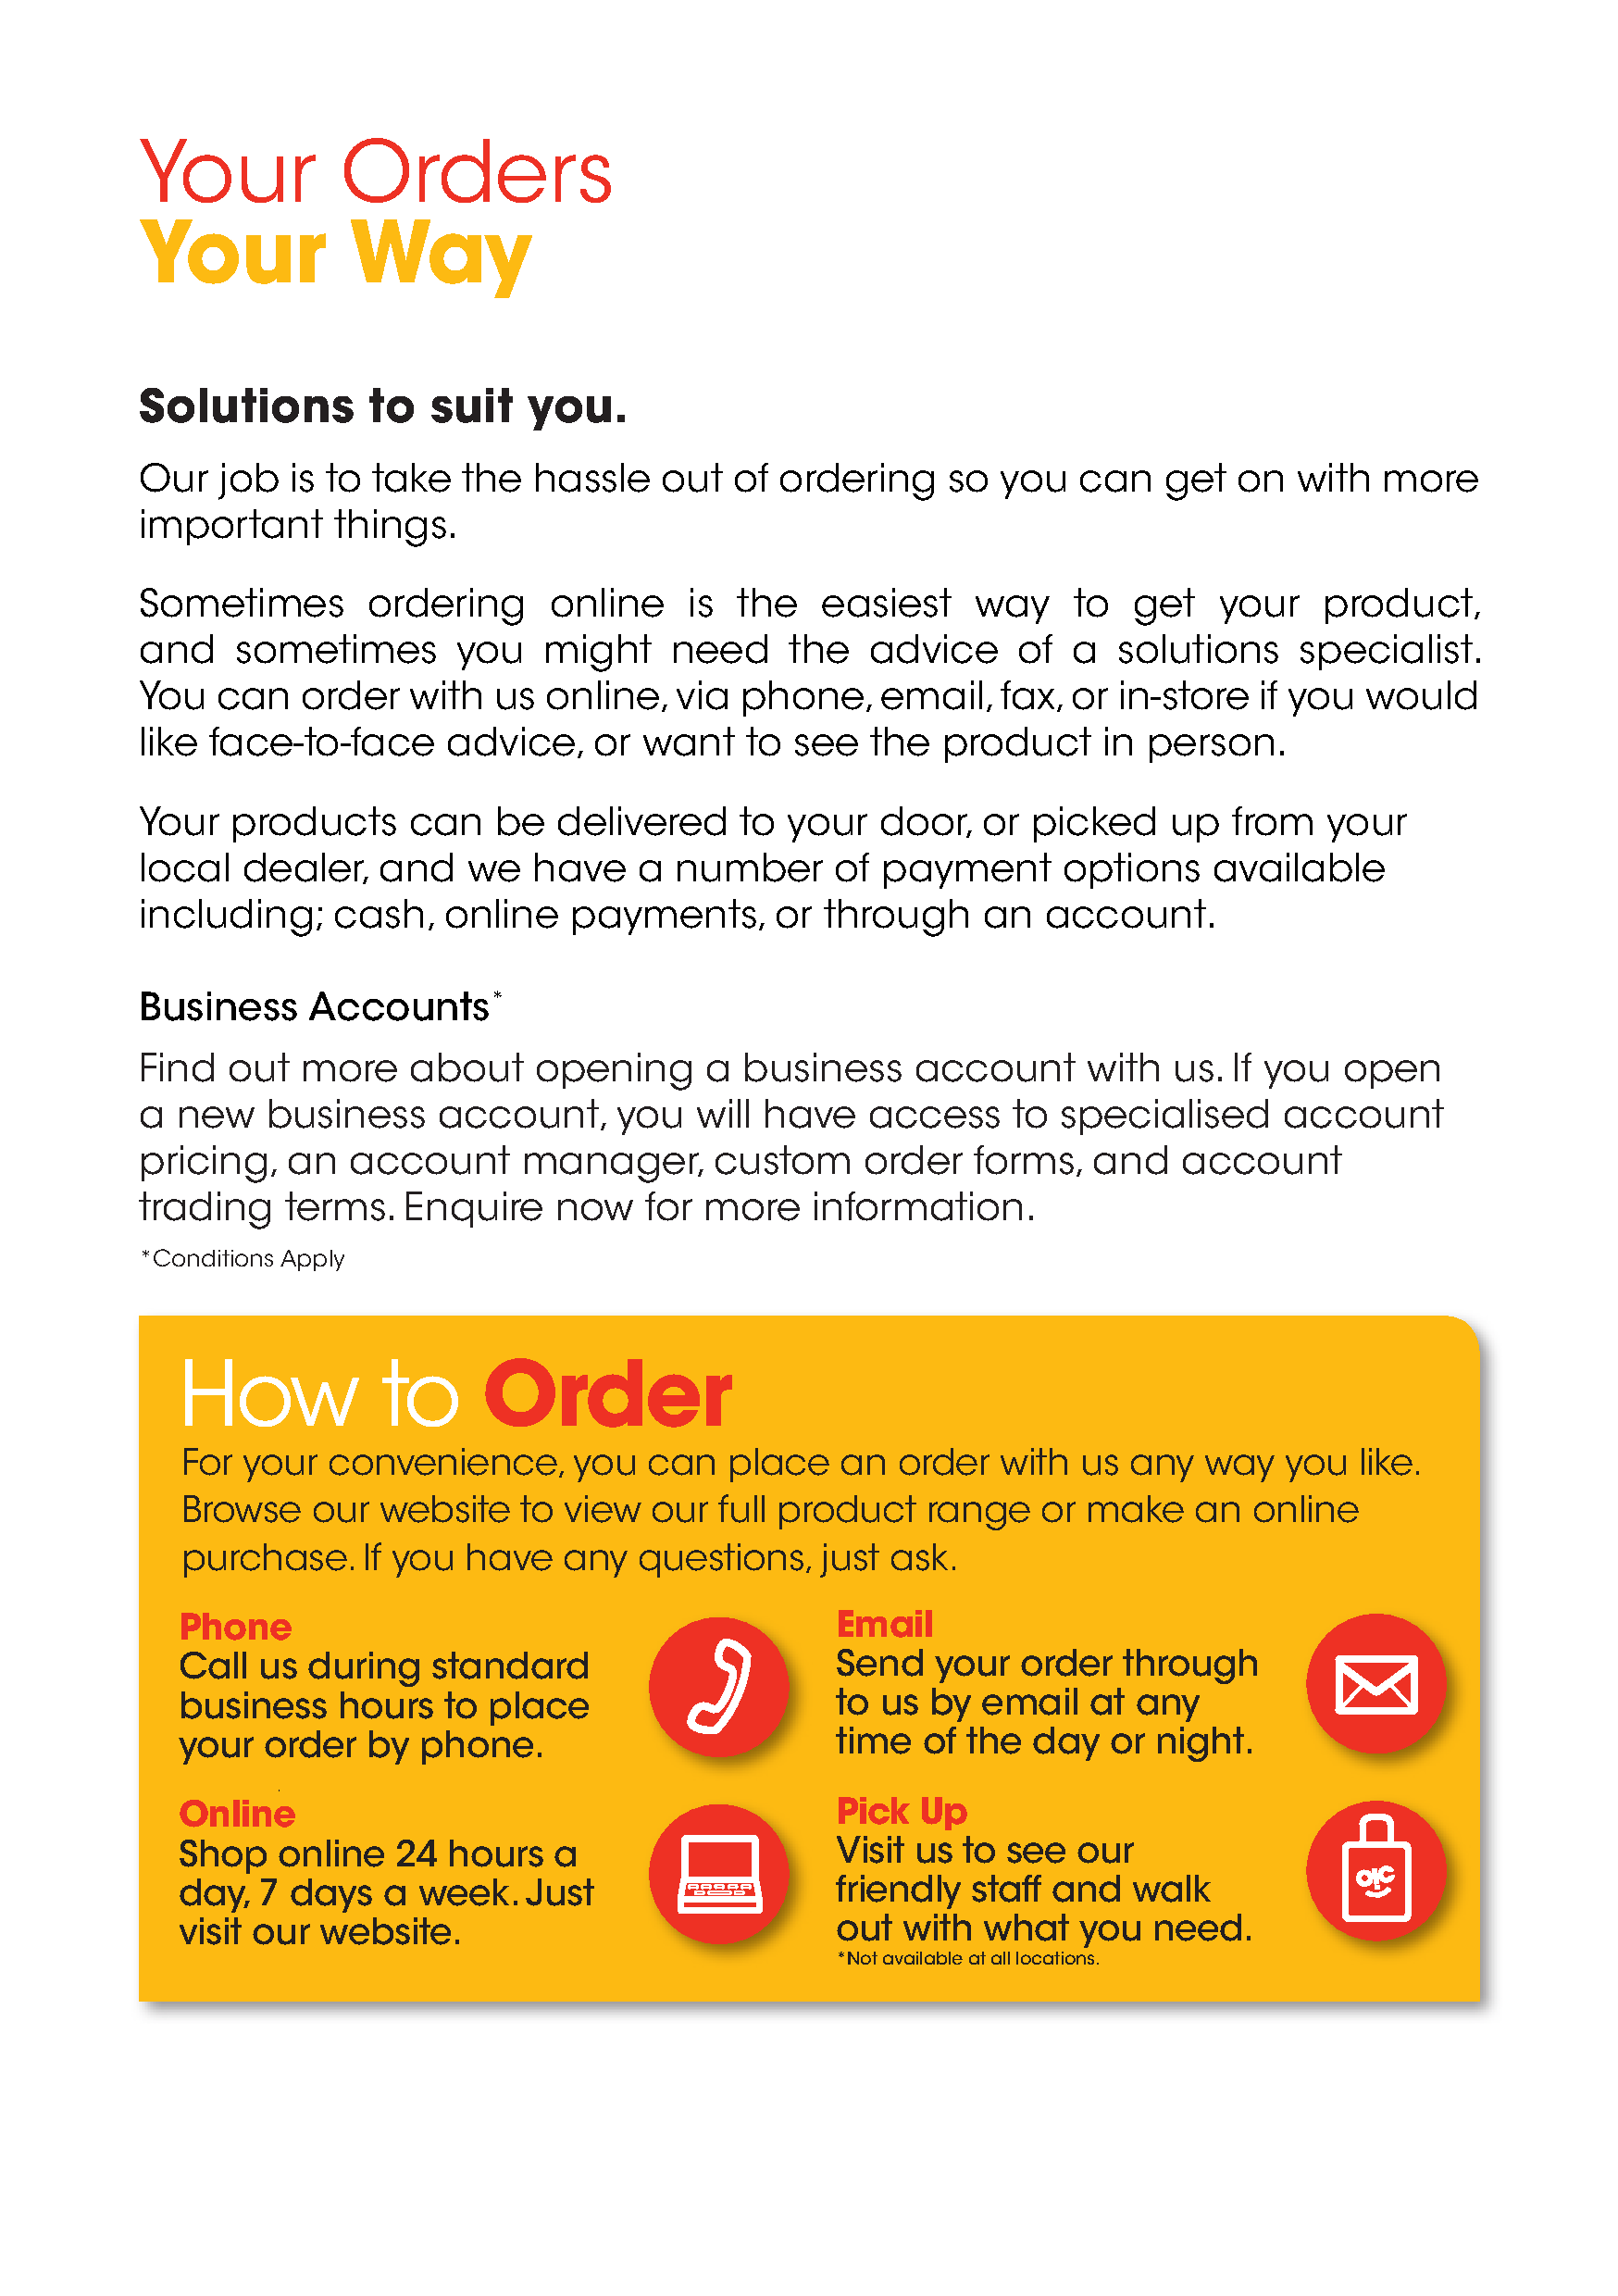 Your Orders
Your Way
Solutions to suit you.
Our job is to take the hassle out of ordering so you can get on with more
important things.
Sometimes ordering online is the easiest way to get your product,
and sometimes you might need the advice of a solutions specialist.
You can order with us online, via phone, email, fax, or in-store if you would
like face-to-face advice, or want to see the product in person.
Your products can be delivered to your door, or picked up from your
local dealer, and we have a number of payment options available
including; cash, online payments, or through an account.
Business Accounts*
Find out more about opening a business account with us. If you open
a new business account, you will have access to specialised account
pricing, an account manager, custom order forms, and account
trading terms. Enquire now for more information.
*Conditions Apply
How to Order
For your convenience, you can place an order with us any way you like.
Browse our website to view our full product range or make an online
purchase. If you have any questions, just ask.
Phone
Call us during standard
business hours to place
your order by phone.
Email
Send your order through
to us by email at any
time of the day or night.
Online
Shop online 24 hours a
day, 7 days a week. Just
visit our website.
Pick Up
Visit us to see our
friendly staff and walk
out with what you need.
*Not available at all locations.